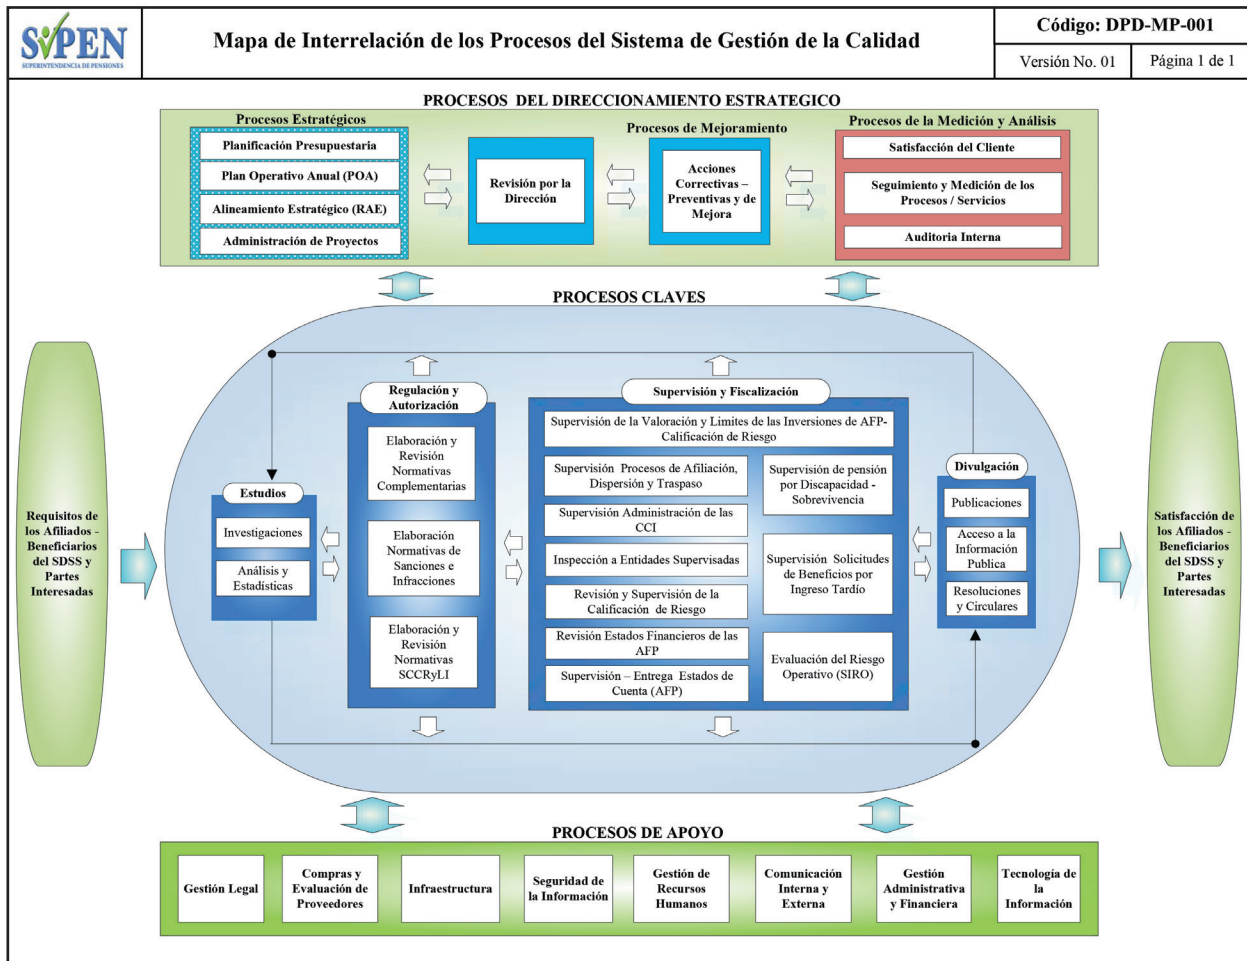 SIPEN
SUPERINTENDENCIA DE PENSIONES
Mapa de Interrelación de los Procesos del Sistema de Gestión de la Calidad
Código: DPD-MP-001
Versión No. 01
Página 1 de 1
PROCESOS DEL DIRECCIONAMIENTO ESTRATEGICO
Procesos Estratégicos
Planificación Presupuestaria
Plan Operativo Anual (POA)
Alineamiento Estratégico (RAE)
Administración de Proyectos
Revisión por la
Dirección
Procesos de Mejoramiento
Acciones
Correctivas –
Preventivas y de
Mejora
Procesos de la Medición y Análisis
Satisfacción del Cliente
Seguimiento y Medición de los
Procesos / Servicios
Auditoria Interna
PROCESOS CLAVES
Requisitos de
los Afiliados -
Beneficiarios
del SDSS y
Partes
Interesadas
Estudios
Investigaciones
Análisis y
Estadísticas
Regulación y
Autorización
Elaboración y
Revisión
Normativas
Complementarias
Elaboración
Normativas de
Sanciones e
Infracciones
Elaboración y
Revisión
Normativas
SCCRyLI
Supervisión y Fiscalización
Supervisión de la Valoración y Limites de las Inversiones de AFP-
Calificación de Riesgo
Supervisión Procesos de Afiliación,
Dispersión y Traspaso
Supervisión Administración de las
CCI
Inspección a Entidades Supervisadas
Revisión y Supervisión de la
Calificación de Riesgo
Revisión Estados Financieros de las
AFP
Supervisión – Entrega Estados de
Cuenta (AFP)
Supervisión de pensión
por Discapacidad -
Sobrevivencia
Supervisión Solicitudes
de Beneficios por
Ingreso Tardío
Evaluación del Riesgo
Operativo (SIRO)
Divulgación
Publicaciones
Acceso a la
Información
Publica
Resoluciones
y Circulares
Satisfacción de
los Afiliados -
Beneficiarios
del SDSS y
Partes
Interesadas
PROCESOS DE APOYO
Gestión Legal
Compras y
Evaluación de
Proveedores
Infraestructura
Seguridad de
la Información
Gestión de
Recursos
Humanos
Comunicación
Interna y
Externa
Gestión
Administrativa
y Financiera
Tecnología de
la
Información